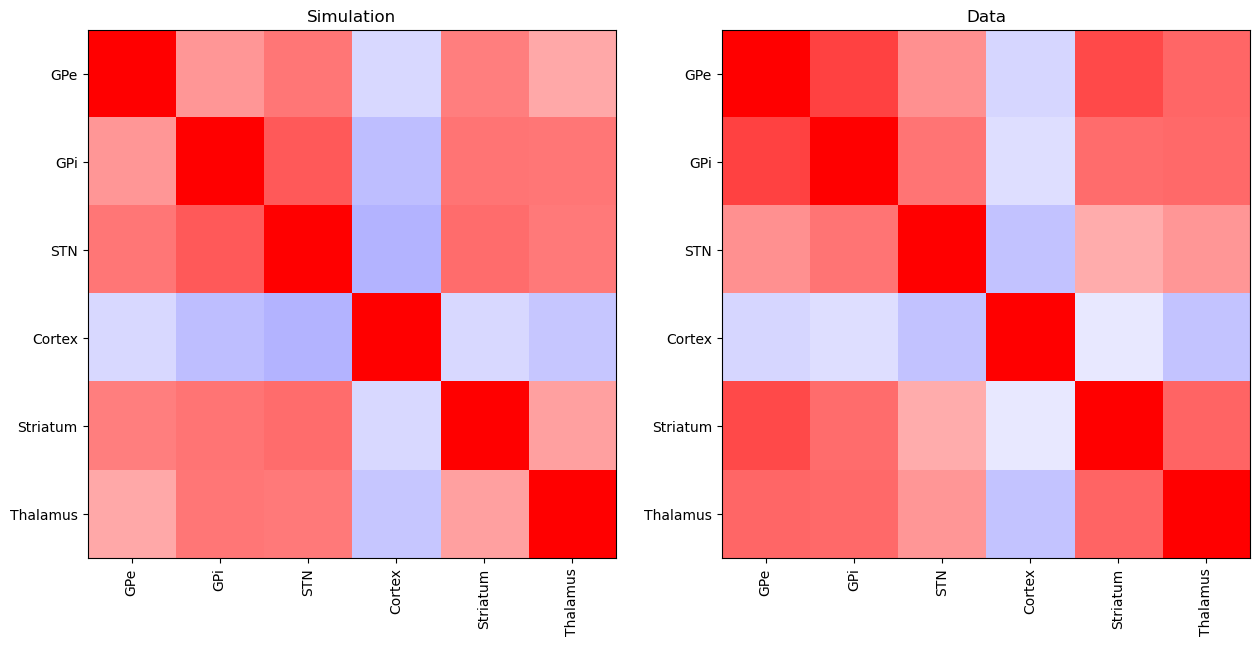 Simulation
GPe
GPi
STN
Cortex
Striatum
Thalamus
GPe
GPi
STN
Cortex
Striatum
Thalamus
Data
GPe
GPi
STN
Cortex
Striatum
Thalamus
GPe
GPi
STN
Cortex
Striatum
Thalamus